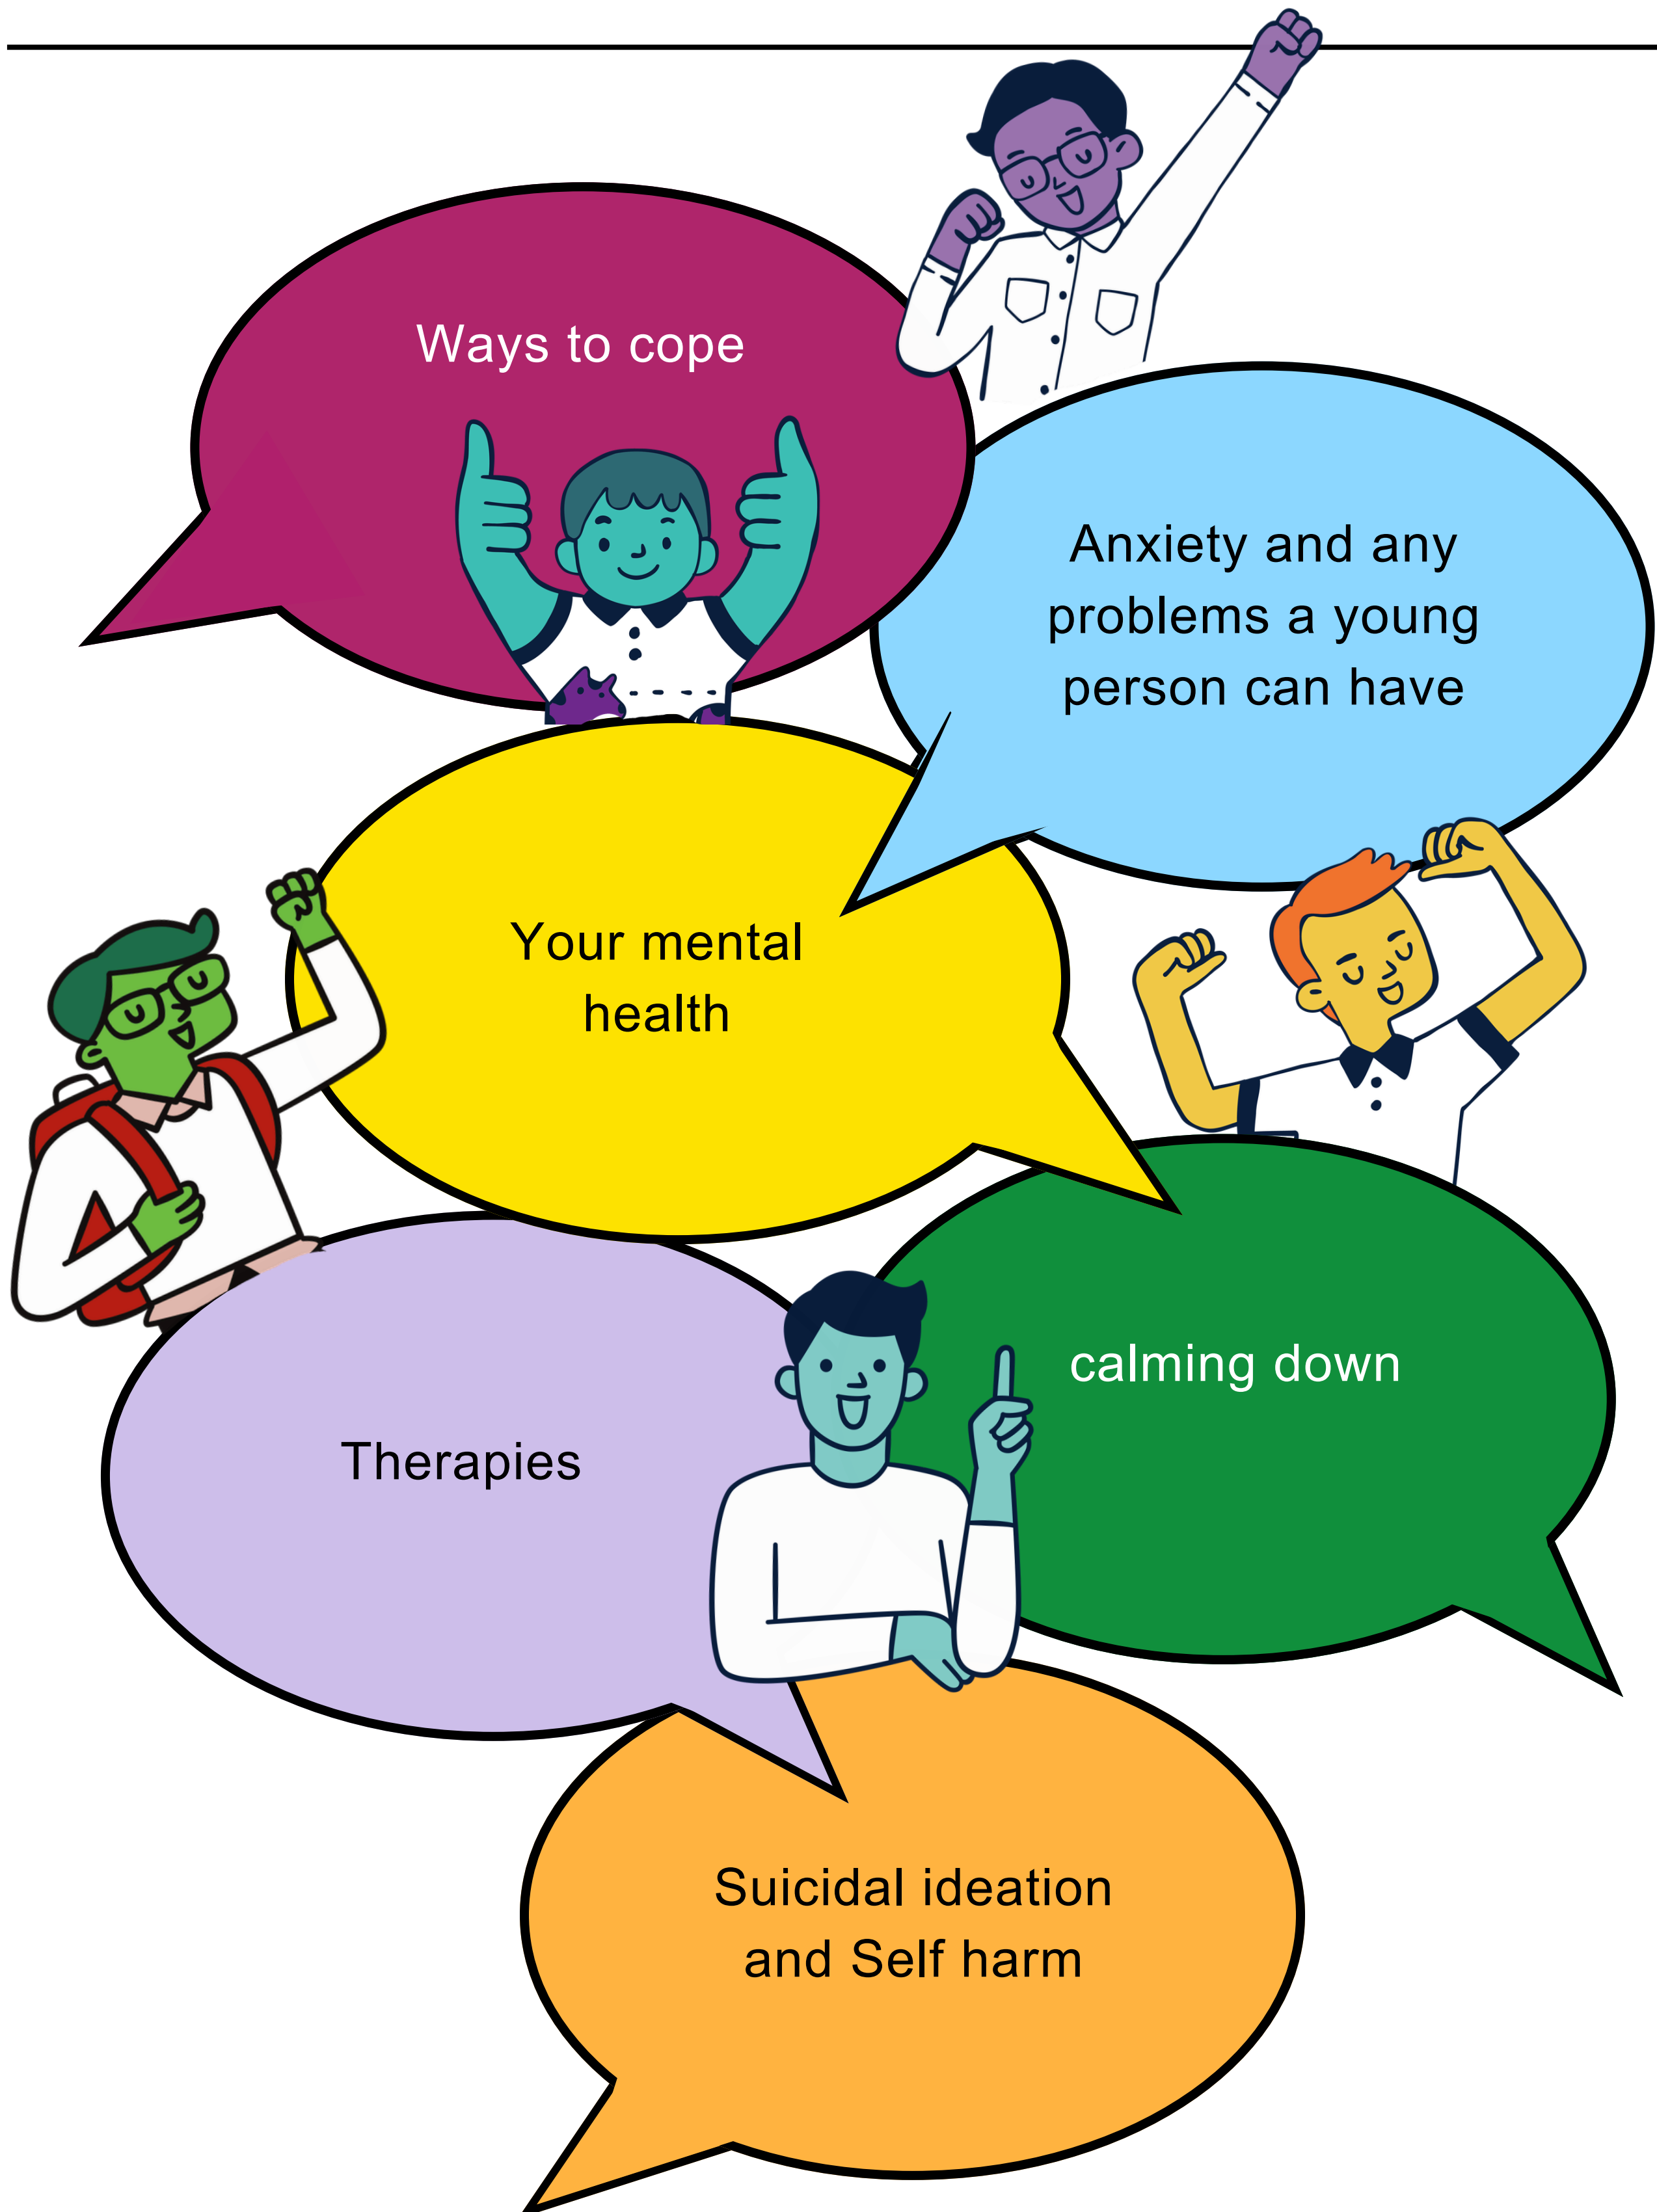 Ways to cope
Anxiety and any
problems a young
person can have
Your mental
health
calming down
Therapies
Suicidal ideation
and Self harm